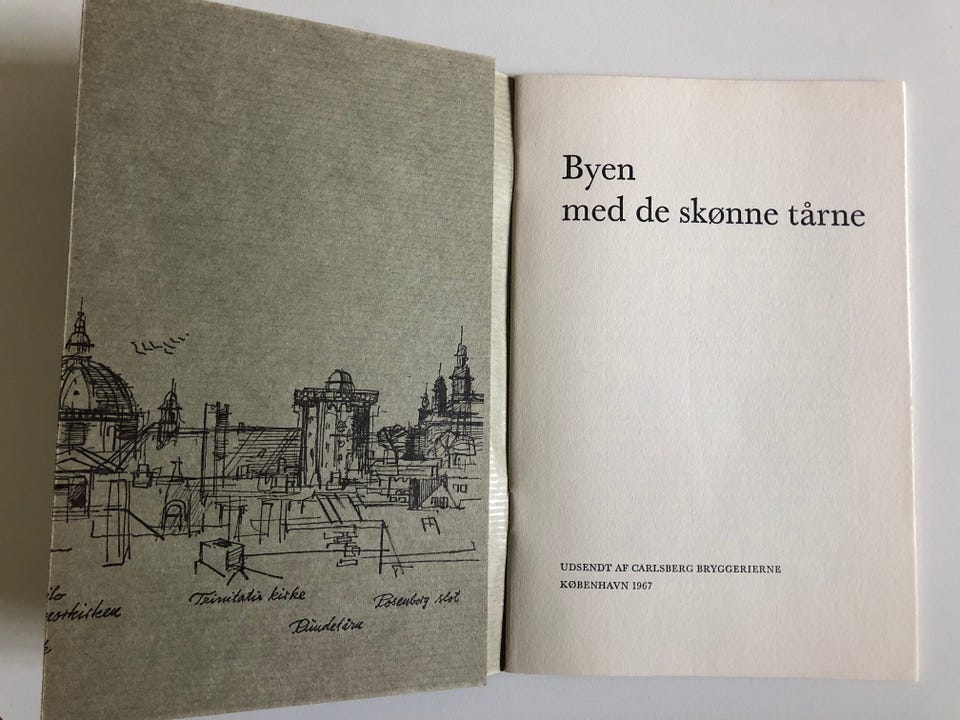 Trinitatis kirke
Rosenborg slot
Rundetårn
Byen
med de skønne tårne
UDSENDT AF CARLSBERG BRYGGERIERNE
KØBENHAVN 1967